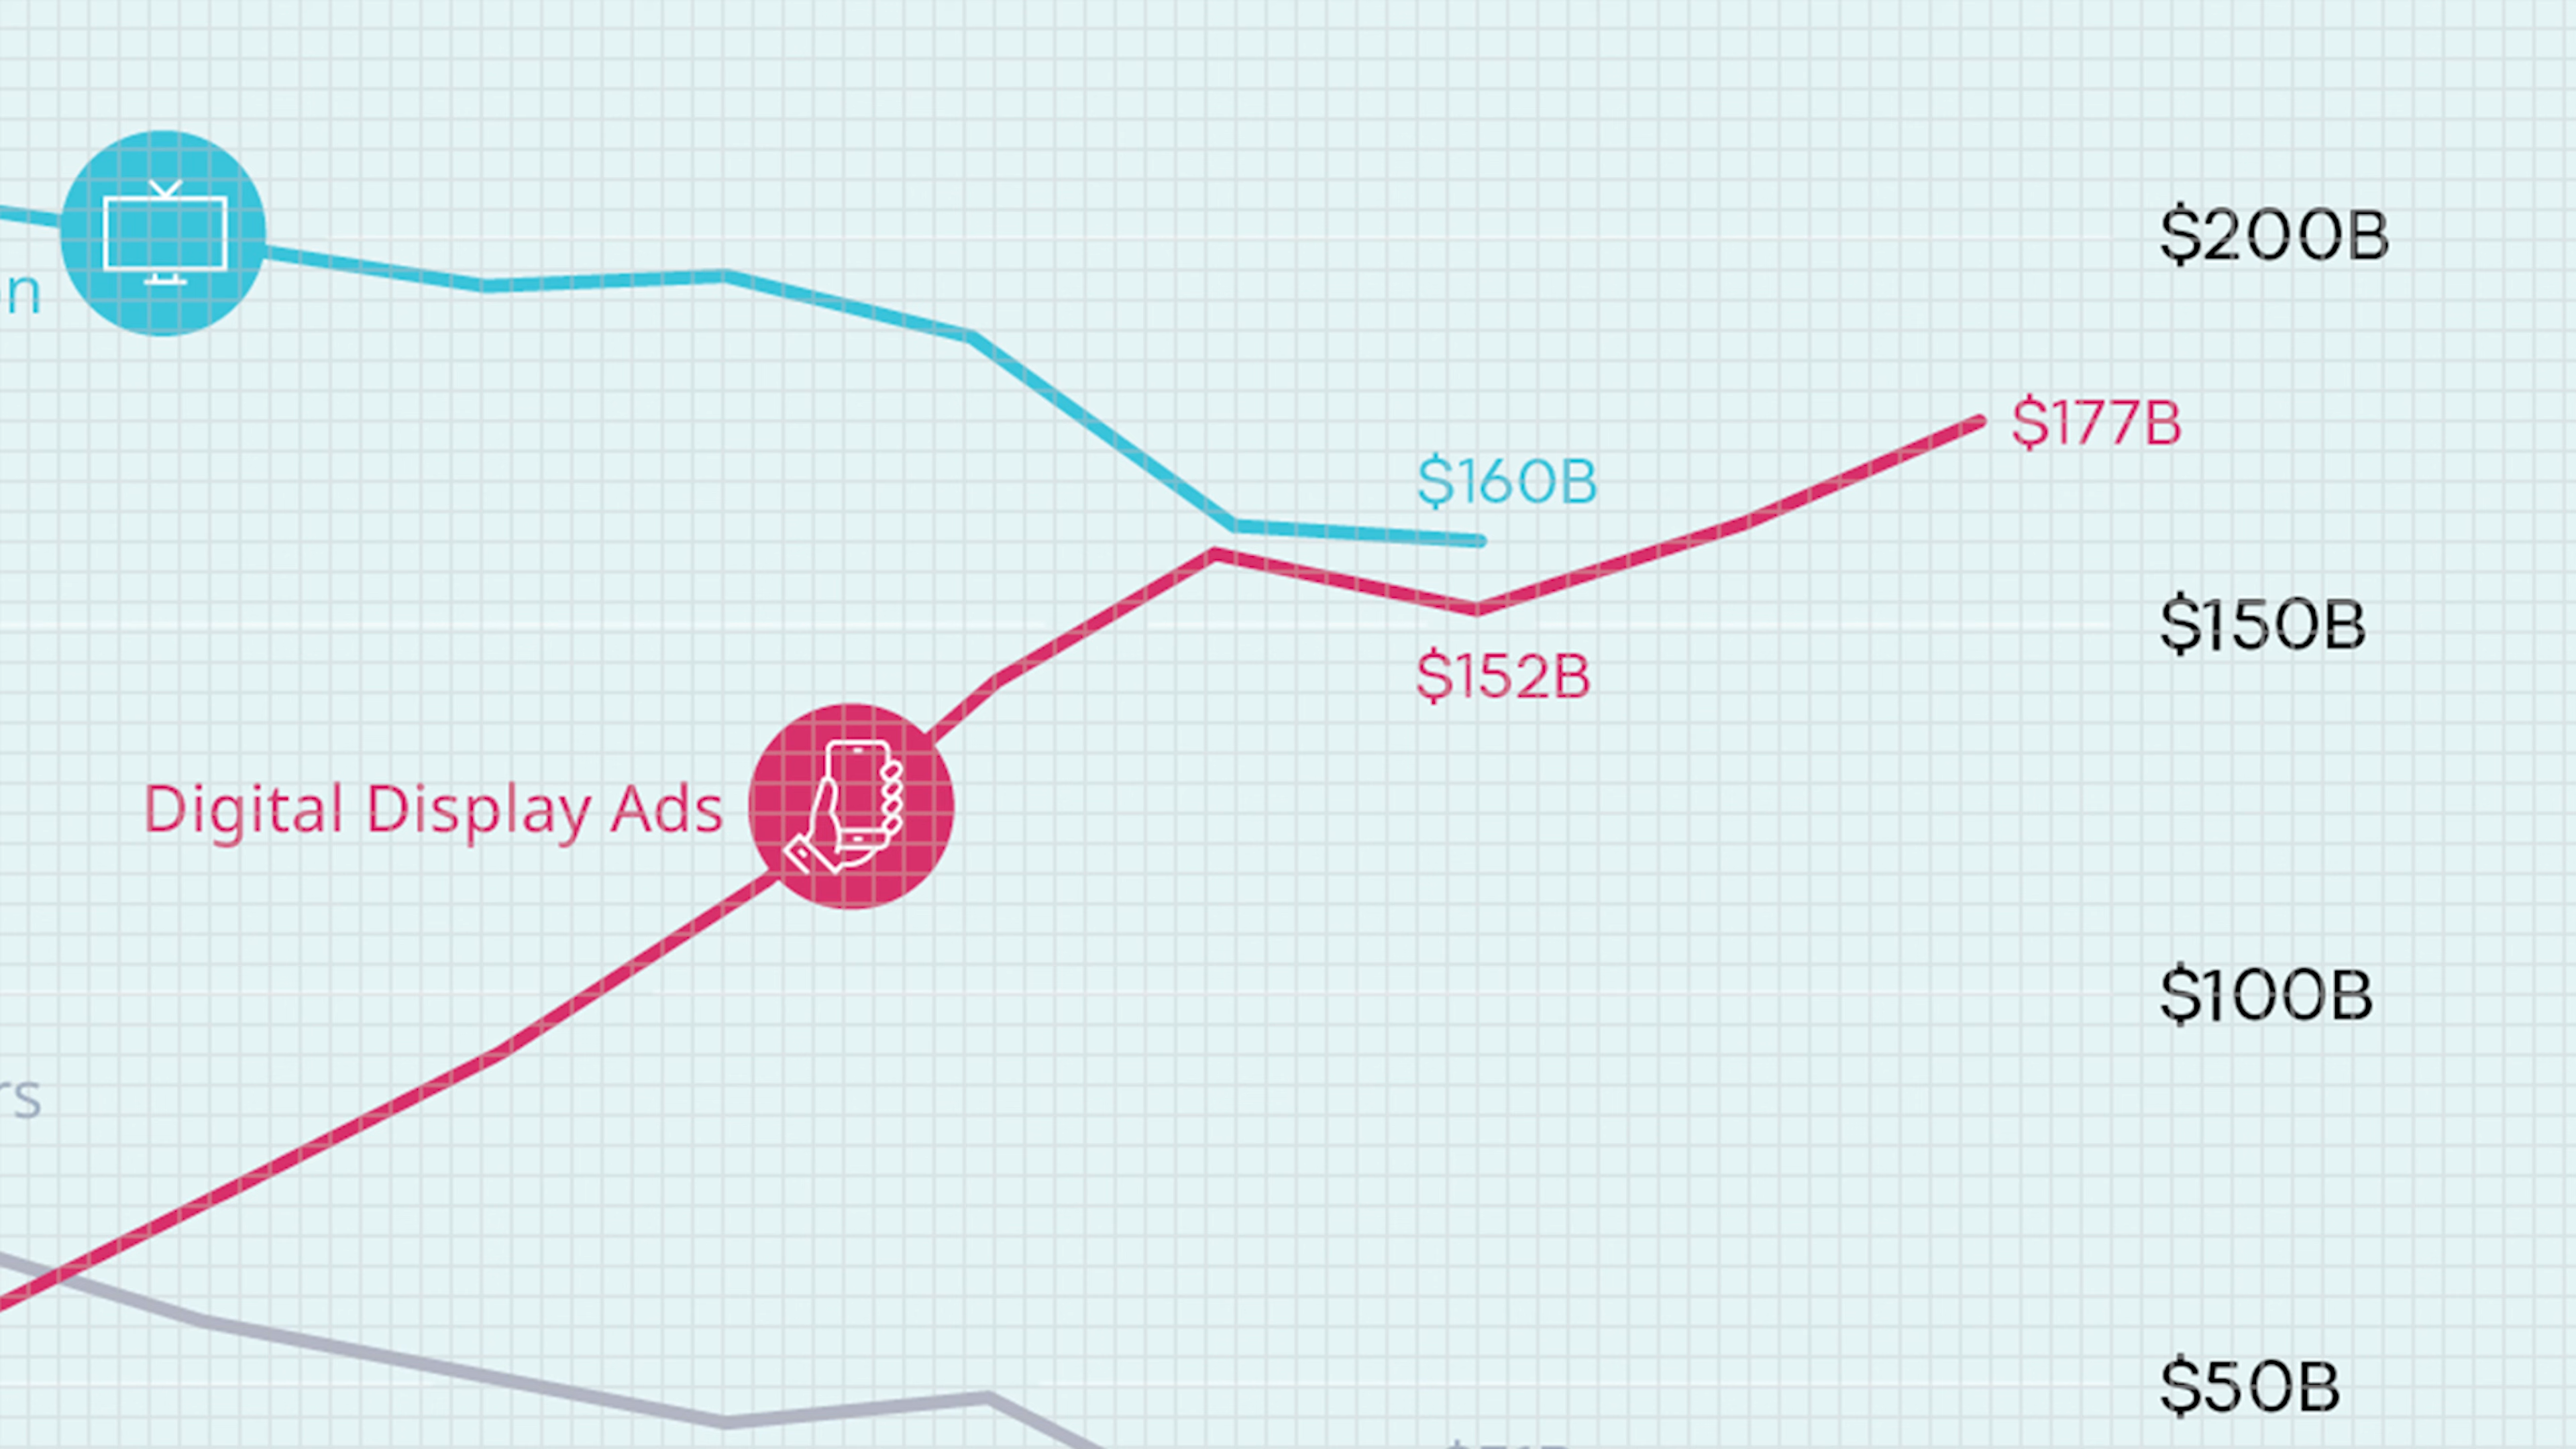 $200B
n
$177B
$160B
$150B
$152B
Digital Display Ads
$100B
rs
$50B